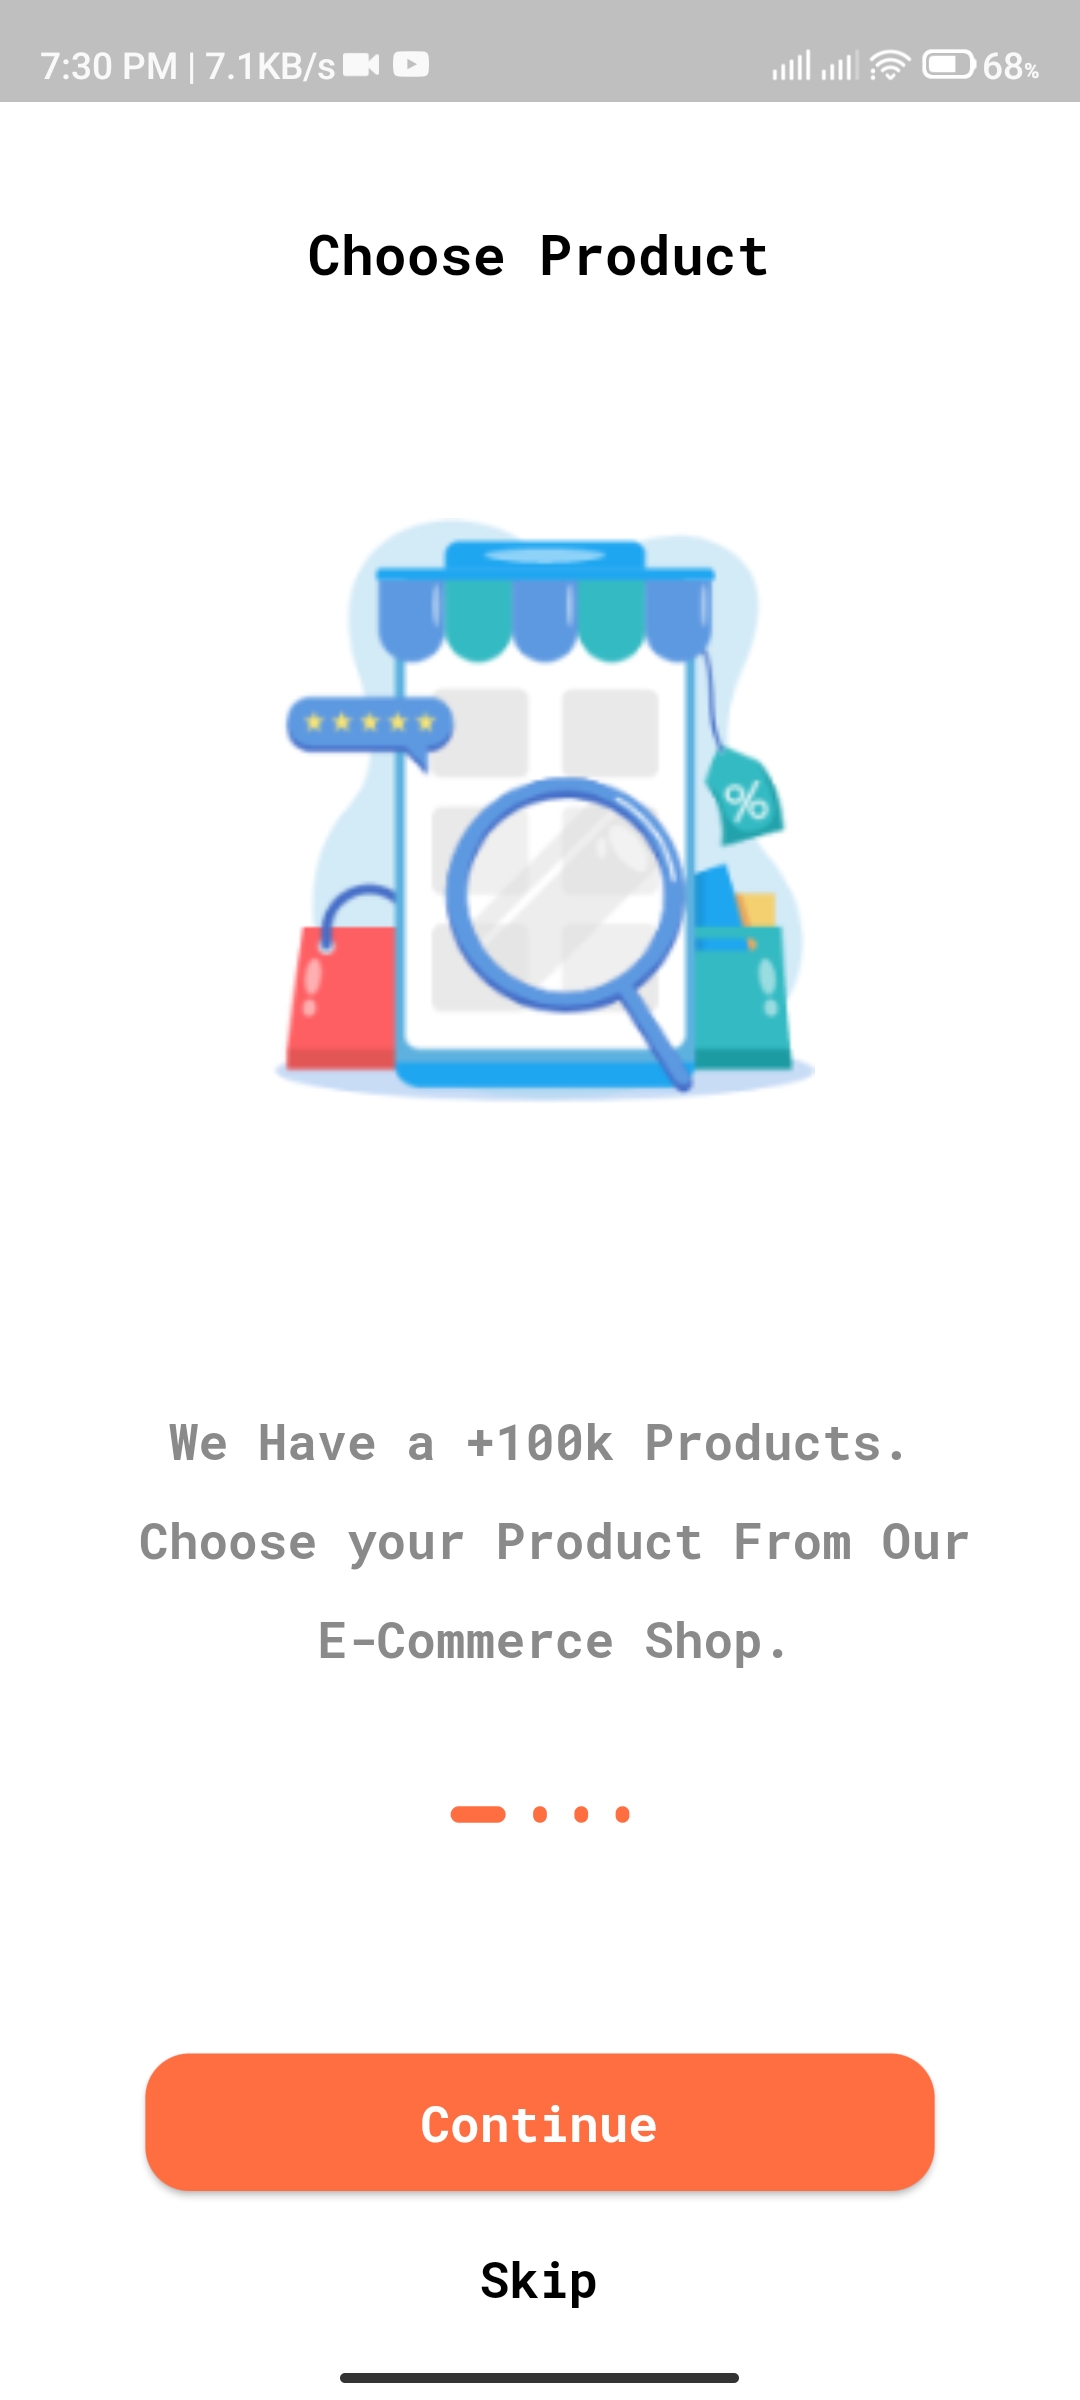 7:30 PM | 7.1KB/s 68%
Choose Product
%
We Have a +100k Products.
Choose your Product From Our
E-Commerce Shop.
Continue
Skip